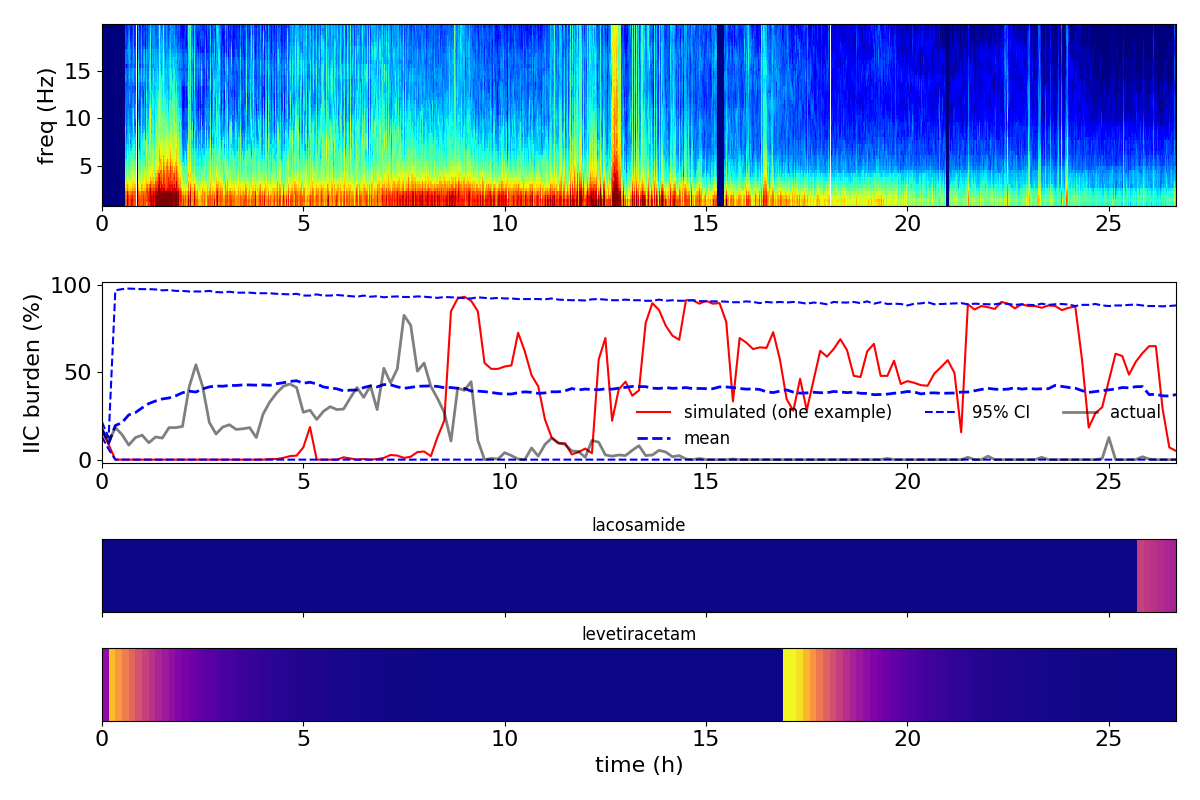 freq (Hz)
15
10
5
0 5 10 15 20 25
IIC burden (%)
100
50
0
simulated (one example) 95% CI actual
mean
0 5 10 15 20 25
lacosamide
levetiracetam
0 5 10 15 20 25
time (h)